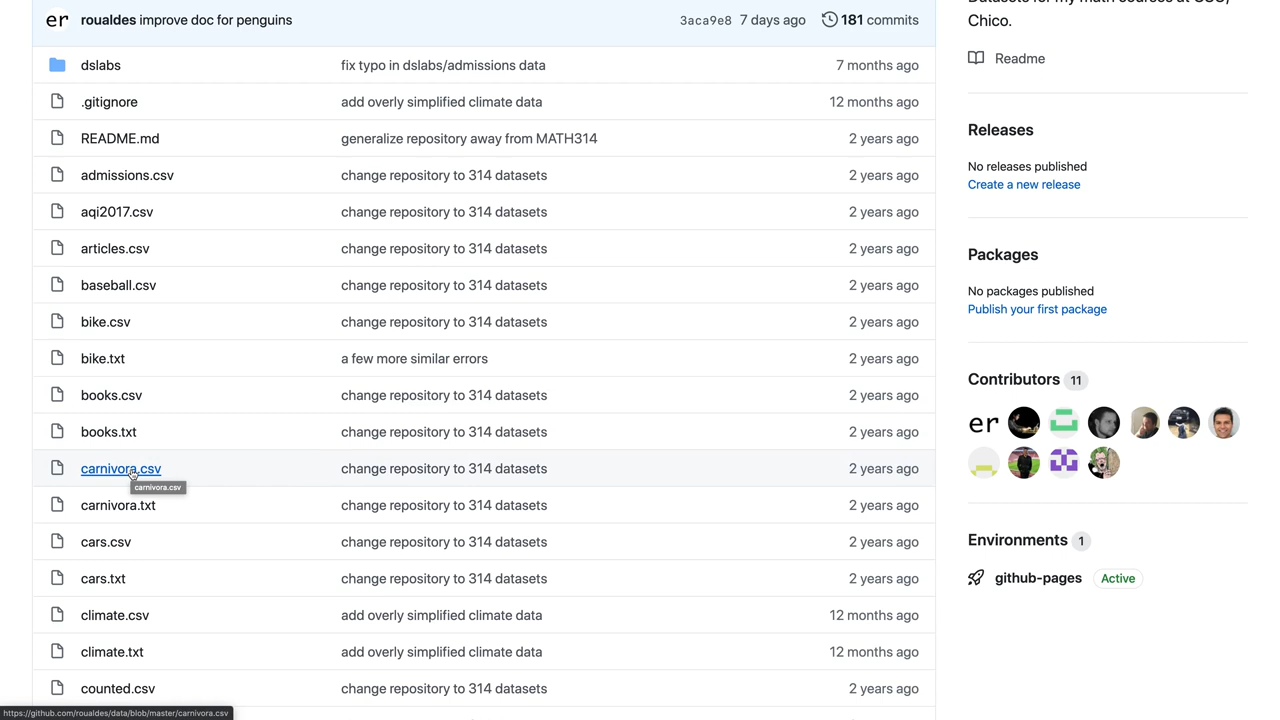 Datasets for my math courses at CSU,
Chico.
er roualdes improve doc for penguins 3aca9e8 7 days ago 181 commits
dslabs fix typo in dslabs/admissions data 7 months ago
.gitignore add overly simplified climate data 12 months ago
README.md generalize repository away from MATH314 2 years ago
admissions.csv change repository to 314 datasets 2 years ago
aqi2017.csv change repository to 314 datasets 2 years ago
articles.csv change repository to 314 datasets 2 years ago
baseball.csv change repository to 314 datasets 2 years ago
bike.csv change repository to 314 datasets 2 years ago
bike.txt a few more similar errors 2 years ago
books.csv change repository to 314 datasets 2 years ago
books.txt change repository to 314 datasets 2 years ago
carnivora.csv change repository to 314 datasets 2 years ago
carnivora.csv
carnivora.txt change repository to 314 datasets 2 years ago
cars.csv change repository to 314 datasets 2 years ago
cars.txt change repository to 314 datasets 2 years ago
climate.csv add overly simplified climate data 12 months ago
climate.txt add overly simplified climate data 12 months ago
counted.csv change repository to 314 datasets 2 years ago
Readme
Releases
No releases published
Create a new release
Packages
No packages published
Publish your first package
Contributors 11
er
Environments 1
github-pages Active
https://github.com/roualdes/data/blob/master/carnivora.csv